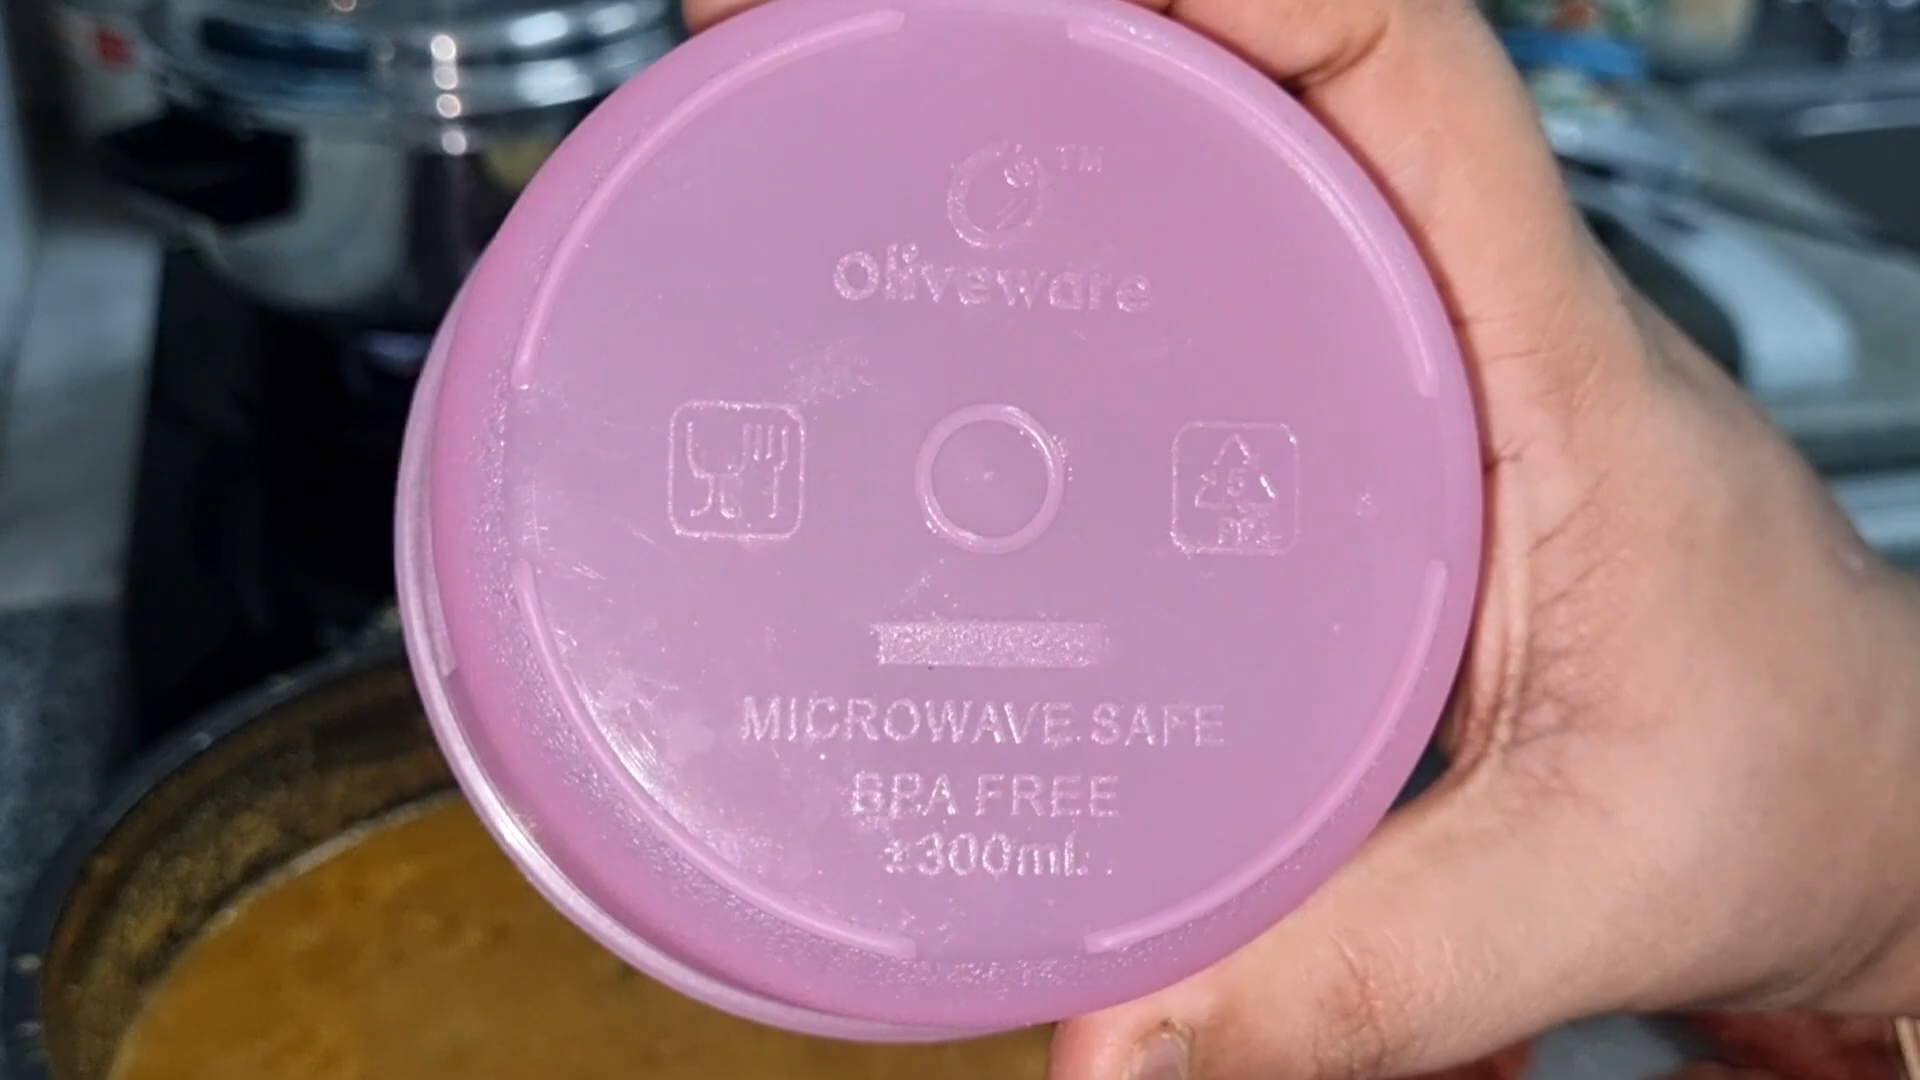 TM
Oliveware
5
PP
MICROWAVE SAFE
BPA FREE
±300ml.